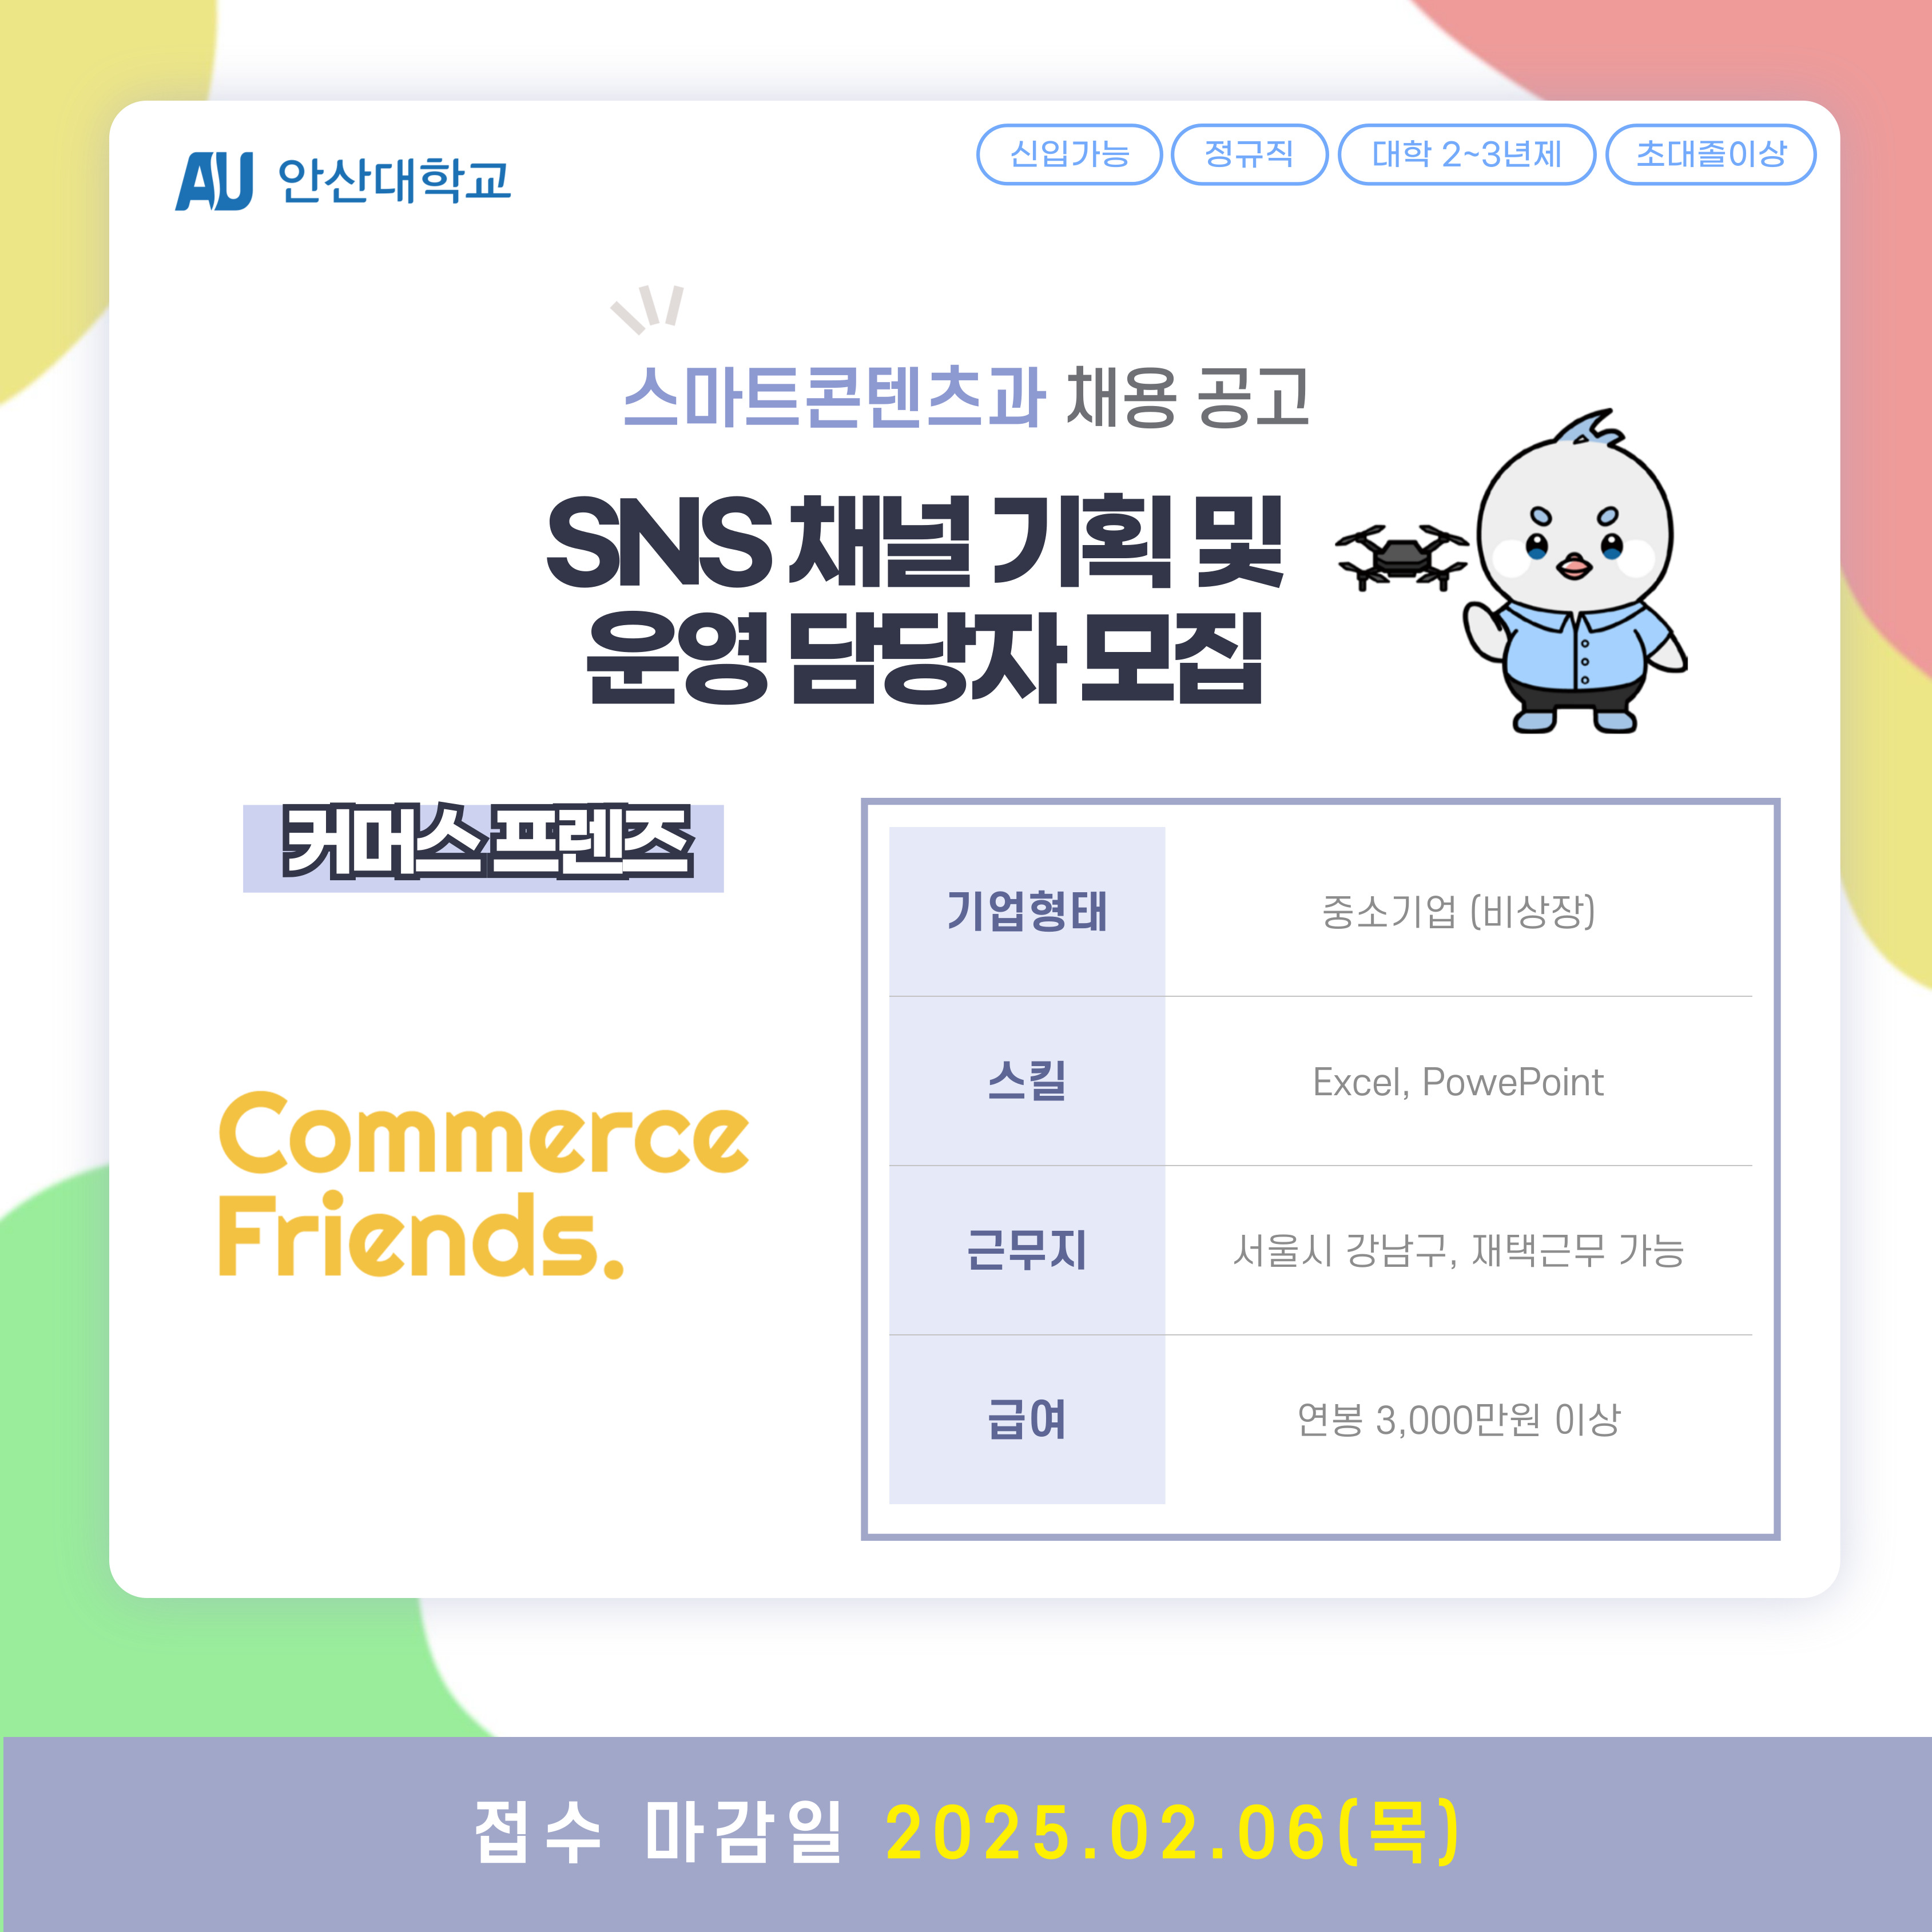 AU 안산대학교
신입가능 정규직 대학 2~3년제 초대졸이상
스마트콘텐츠과 채용 공고
SNS 채널 기획 및
운영 담당자 모집
커머스 프렌즈
Commerce
Friends.
기업형태 중소기업 (비상장)
스킬 Excel, PowePoint
근무지 서울시 강남구, 재택근무 가능
급여 연봉 3,000만원 이상
접수 마감일 2025.02.06(목)